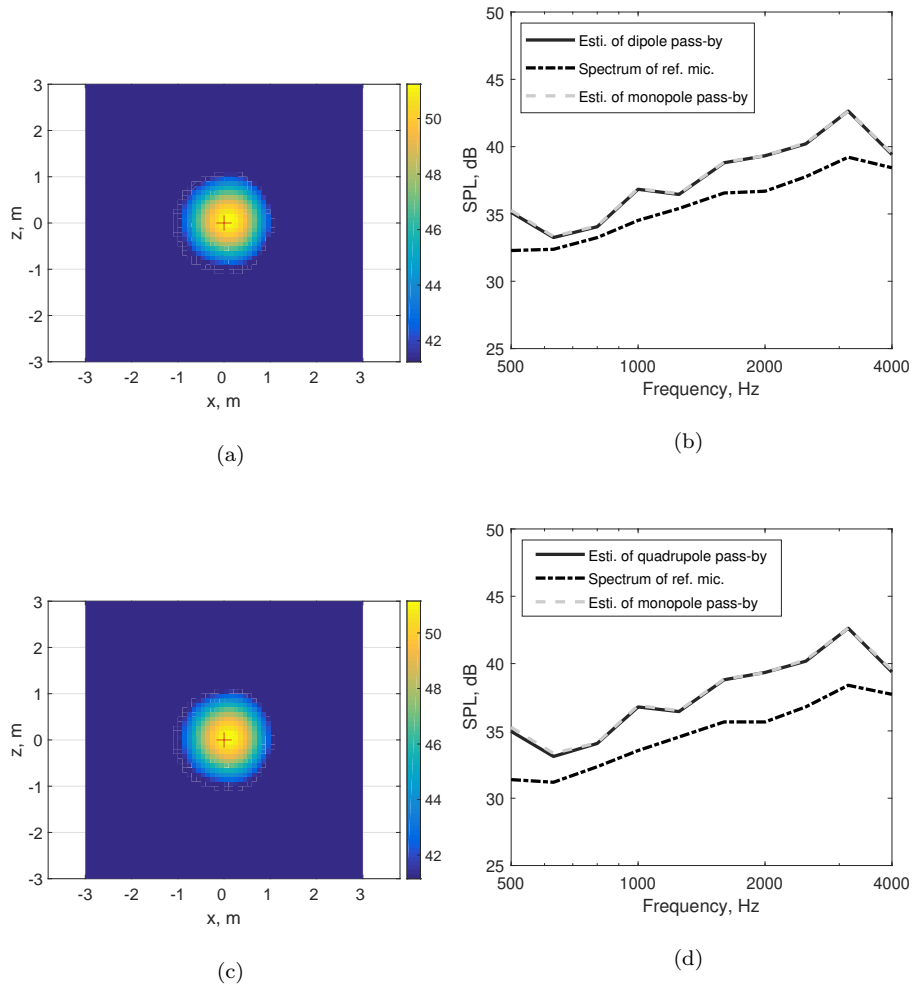 3
2
1
0
-1
-2
-3
z, m
-3 -2 -1 0 1 2 3
x, m
50
48
46
44
42
(a)
50
45
40
35
30
25
SPL, dB
Esti. of dipole pass-by
Spectrum of ref. mic.
Esti. of monopole pass-by
500 1000 2000 4000
Frequency, Hz
(b)
3
2
1
0
-1
-2
-3
z, m
-3 -2 -1 0 1 2 3
x, m
50
48
46
44
42
(c)
50
45
40
35
30
25
SPL, dB
Esti. of quadrupole pass-by
Spectrum of ref. mic.
Esti. of monopole pass-by
500 1000 2000 4000
Frequency, Hz
(d)